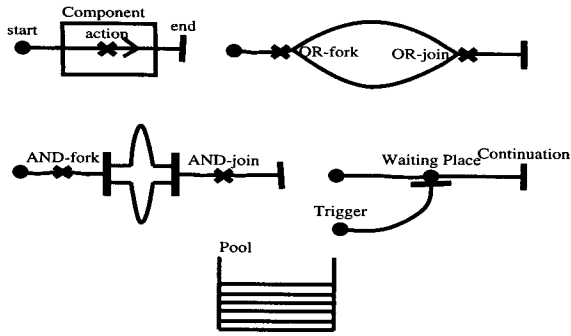 Component
start
action
end
OR-fork
OR-join
AND-fork
AND-join
Waiting Place
Continuation
Trigger
Pool